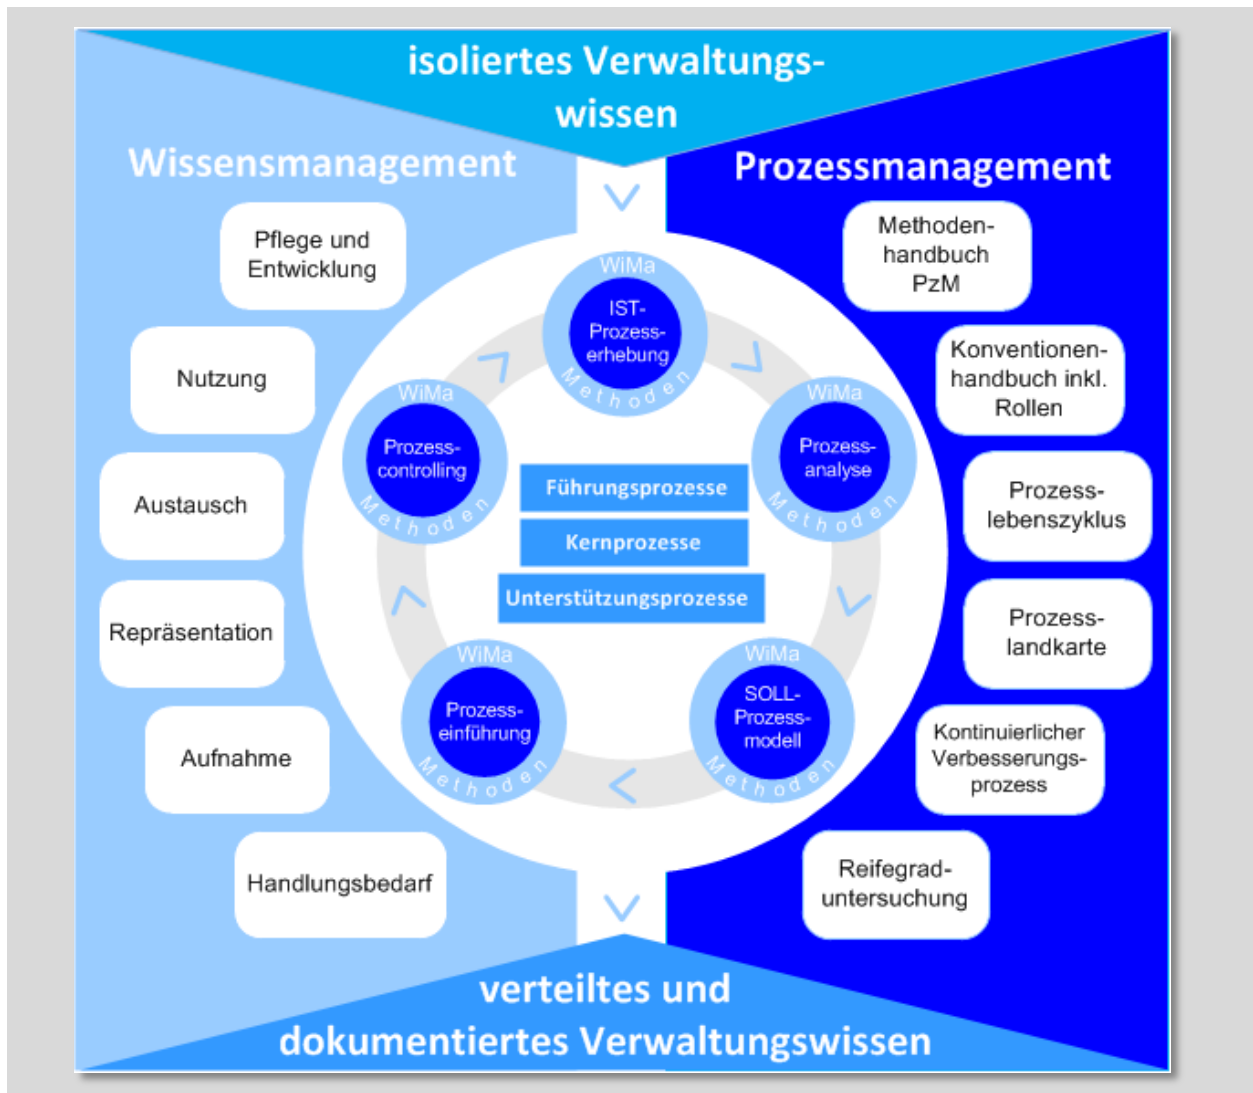 isoliertes Verwaltungs-
wissen
Wissensmanagement
Prozessmanagement
Pflege und
Entwicklung
Nutzung
Austausch
Repräsentation
Aufnahme
Handlungsbedarf
WiMa
IST-
Prozess-
erhebung
Methoden
WiMa
Prozess-
analyse
Methoden
WiMa
SOLL-
Prozess-
modell
Methoden
WiMa
Prozess-
einführung
Methoden
WiMa
Prozess-
controlling
Methoden
Führungsprozesse
Kernprozesse
Unterstützungsprozesse
Methoden-
handbuch
PzM
Konventionen-
handbuch inkl.
Rollen
Prozess-
lebenszyklus
Prozess-
landkarte
Kontinuierlicher
Verbesserungs-
prozess
Reifegrad-
untersuchung
verteiltes und
dokumentiertes Verwaltungswissen